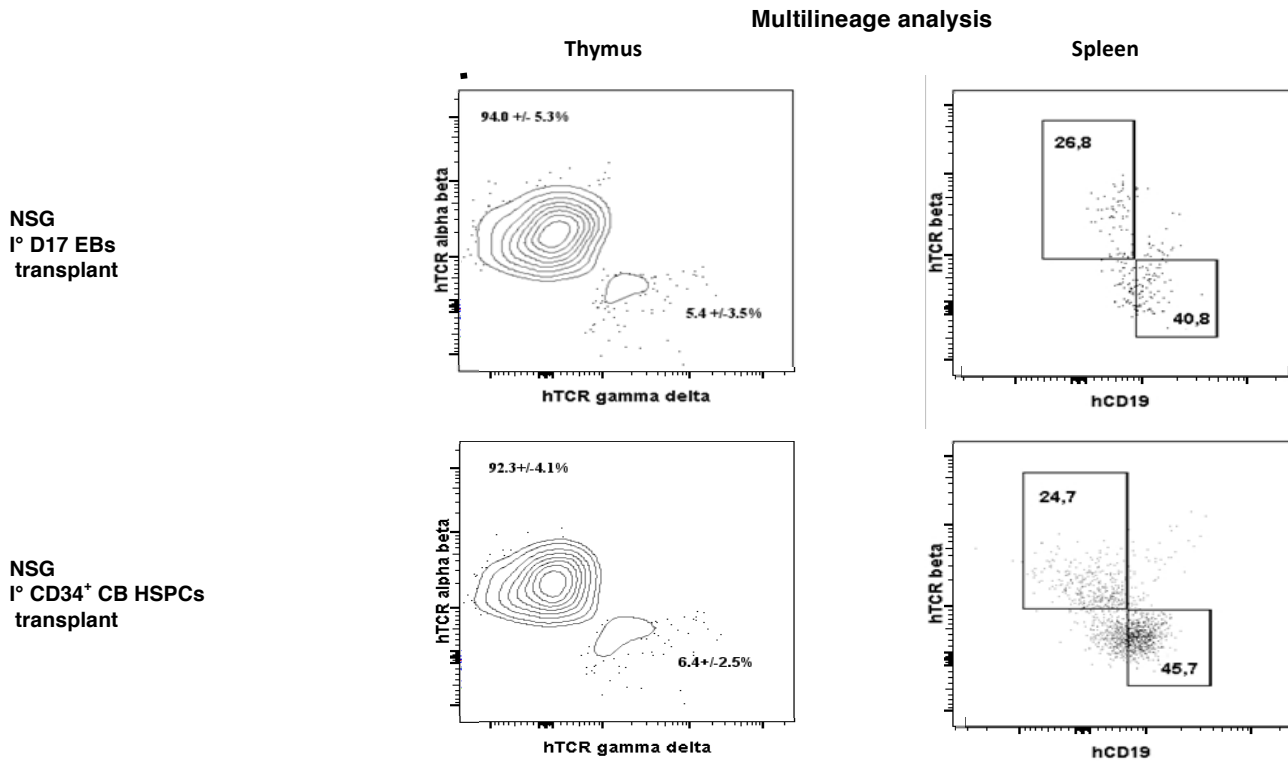 Multilineage analysis
Thymus
Spleen
NSG
I° D17 EBs
transplant
94.0 +/- 5.3%
5.4 +/-3.5%
hTCR alpha beta
hTCR gamma delta
26,8
40,8
hTCR beta
hCD19
NSG
I° CD34⁺ CB HSPCs
transplant
92.3+/-4.1%
6.4+/-2.5%
hTCR alpha beta
hTCR gamma delta
24,7
45,7
hTCR beta
hCD19